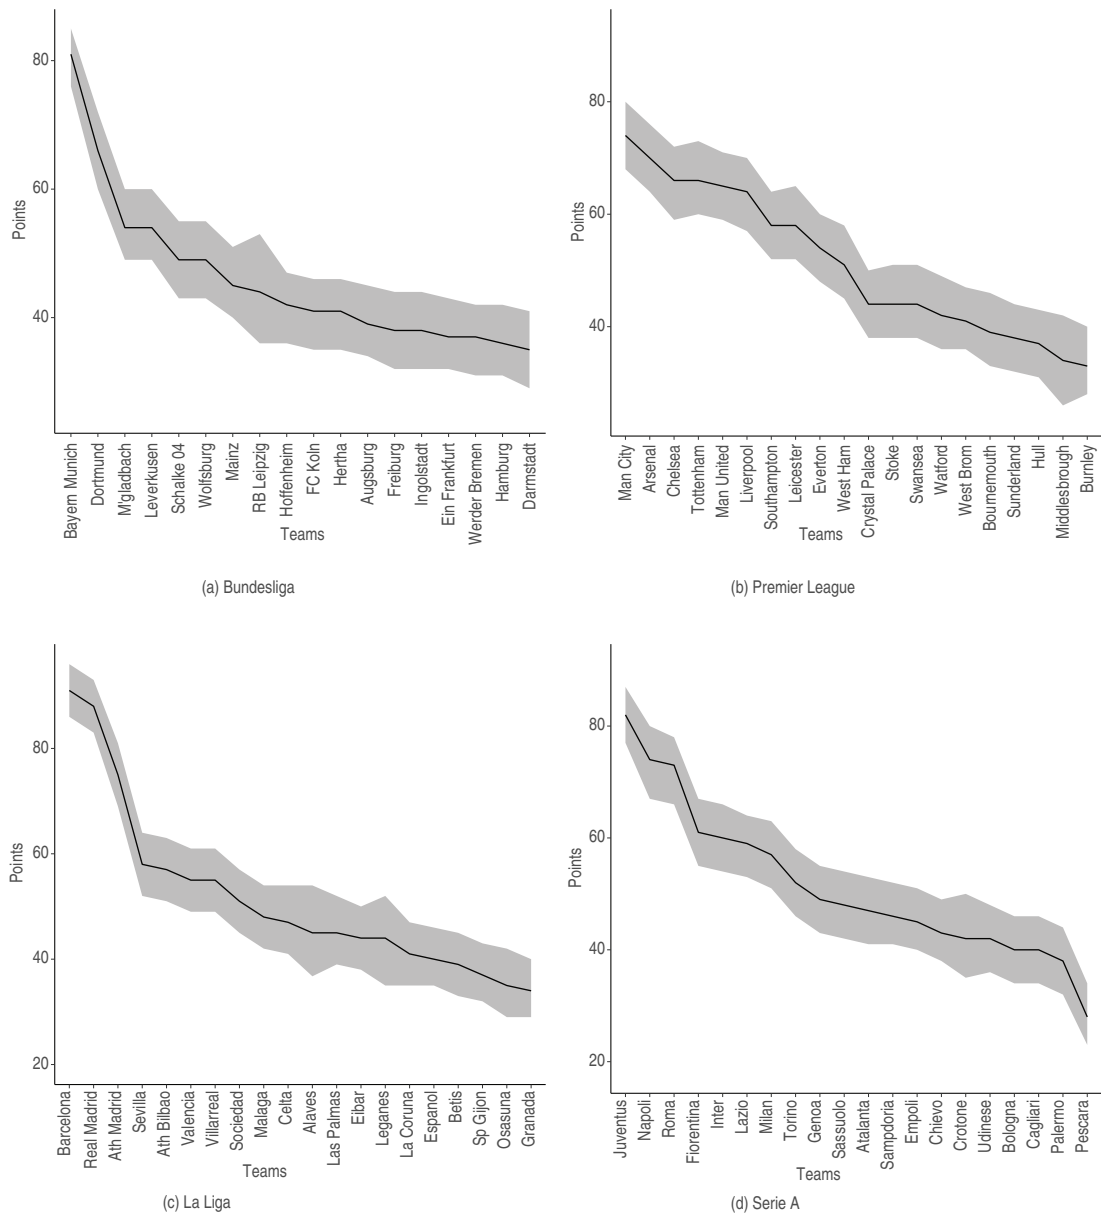 80
60
40
Points
Bayern Munich
Dortmund
M'gladbach
Leverkusen
Schalke 04
Wolfsburg
Mainz
RB Leipzig
Hoffenheim
FC Koln
Hertha
Augsburg
Freiburg
Ingolstadt
Ein Frankfurt
Werder Bremen
Hamburg
Darmstadt
Teams
(a) Bundesliga
80
60
40
Points
Man City
Arsenal
Chelsea
Tottenham
Man United
Liverpool
Southampton
Leicester
Everton
West Ham
Crystal Palace
Stoke
Swansea
Watford
West Brom
Bournemouth
Sunderland
Hull
Middlesbrough
Burnley
Teams
(b) Premier League
80
60
40
20
Points
Barcelona
Real Madrid
Ath Madrid
Sevilla
Ath Bilbao
Valencia
Villarreal
Sociedad
Malaga
Celta
Alaves
Las Palmas
Eibar
Leganes
La Coruna
Espanol
Betis
Sp Gijon
Osasuna
Granada
Teams
(c) La Liga
80
60
40
20
Points
Juventus
Napoli
Roma
Fiorentina
Inter
Lazio
Milan
Torino
Genoa
Sassuolo
Atalanta
Sampdoria
Empoli
Chievo
Crotone
Udinese
Bologna
Cagliari
Palermo
Pescara
Teams
(d) Serie A